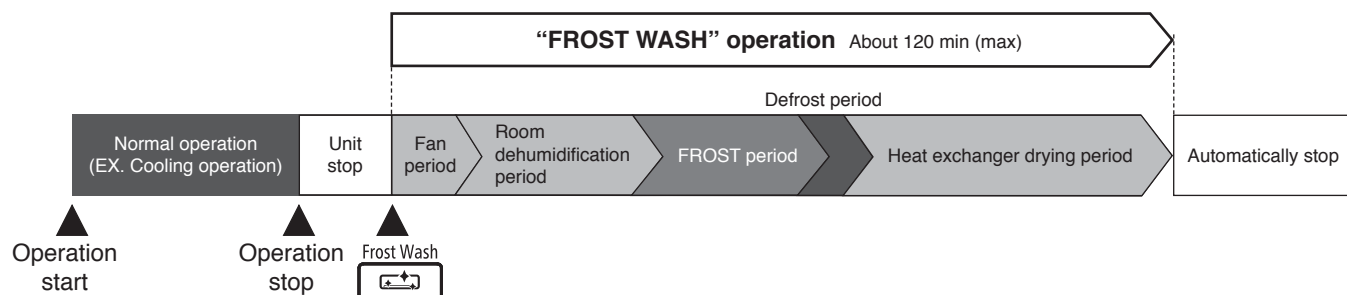 “FROST WASH” operation About 120 min (max)
Defrost period
Normal operation
(EX. Cooling operation)
Unit
stop
Fan
period
Room
dehumidification
period
FROST period
Heat exchanger drying period
Automatically stop
Operation
start
Operation
stop
Frost Wash